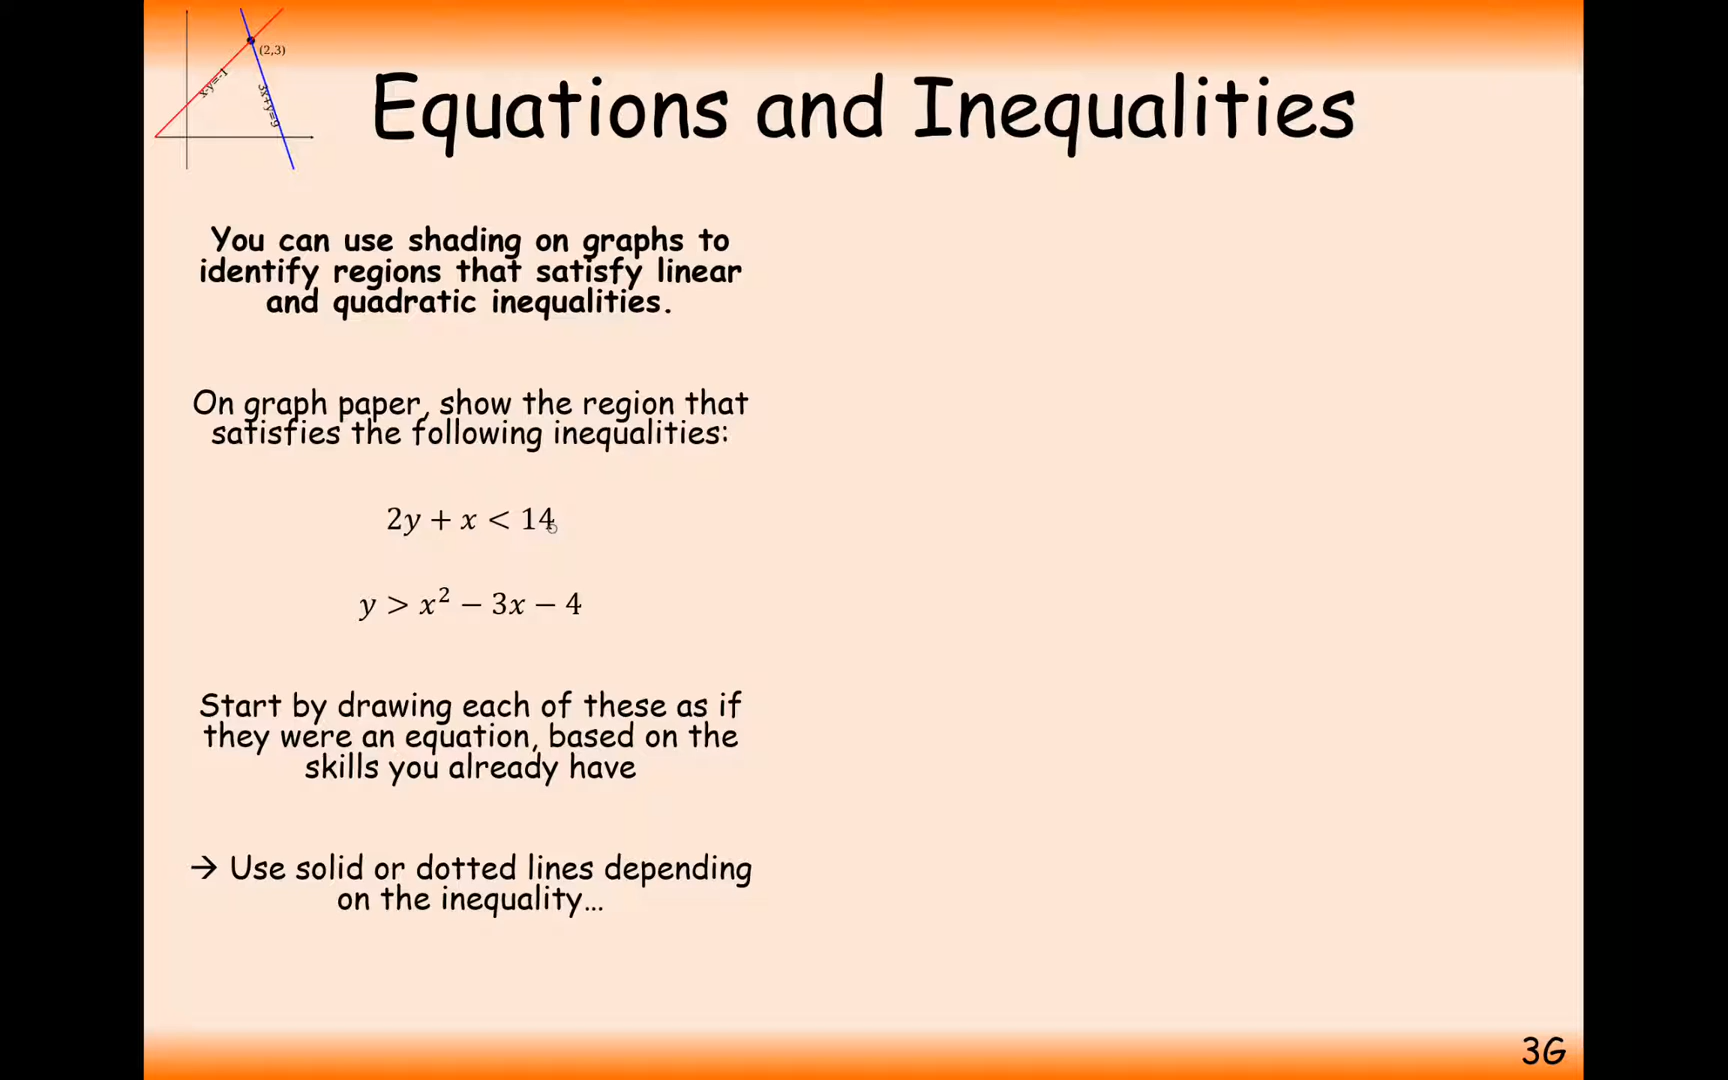 (2,3)
x-y=-1
3x+y=9
Equations and Inequalities
You can use shading on graphs to
identify regions that satisfy linear
and quadratic inequalities.
On graph paper, show the region that
satisfies the following inequalities:
2y + x < 14
y > x² − 3x − 4
Start by drawing each of these as if
they were an equation, based on the
skills you already have
→ Use solid or dotted lines depending
on the inequality…
3G